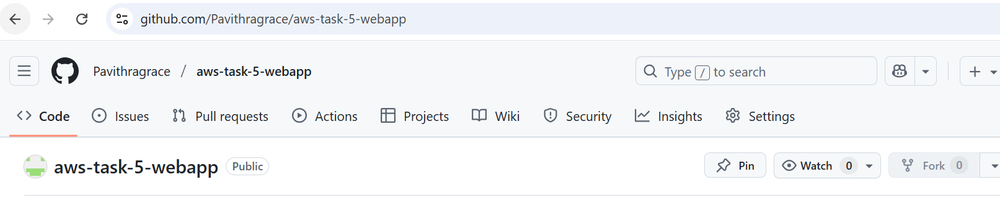 github.com/Pavithragrace/aws-task-5-webapp
Pavithragrace / aws-task-5-webapp
Type / to search
Code Issues Pull requests Actions Projects Wiki Security Insights Settings
aws-task-5-webapp Public Pin Watch 0 Fork 0